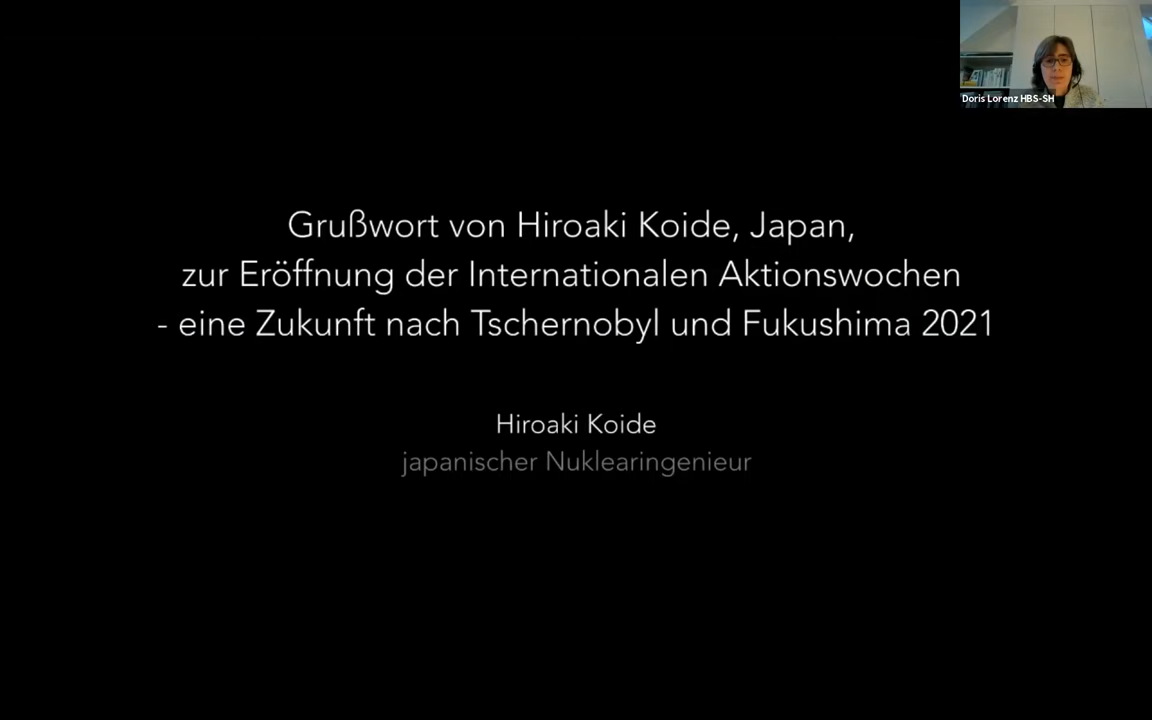 Doris Lorenz HBS-SH
Grußwort von Hiroaki Koide, Japan,
zur Eröffnung der Internationalen Aktionswochen
- eine Zukunft nach Tschernobyl und Fukushima 2021
Hiroaki Koide
japanischer Nuklearingenieur